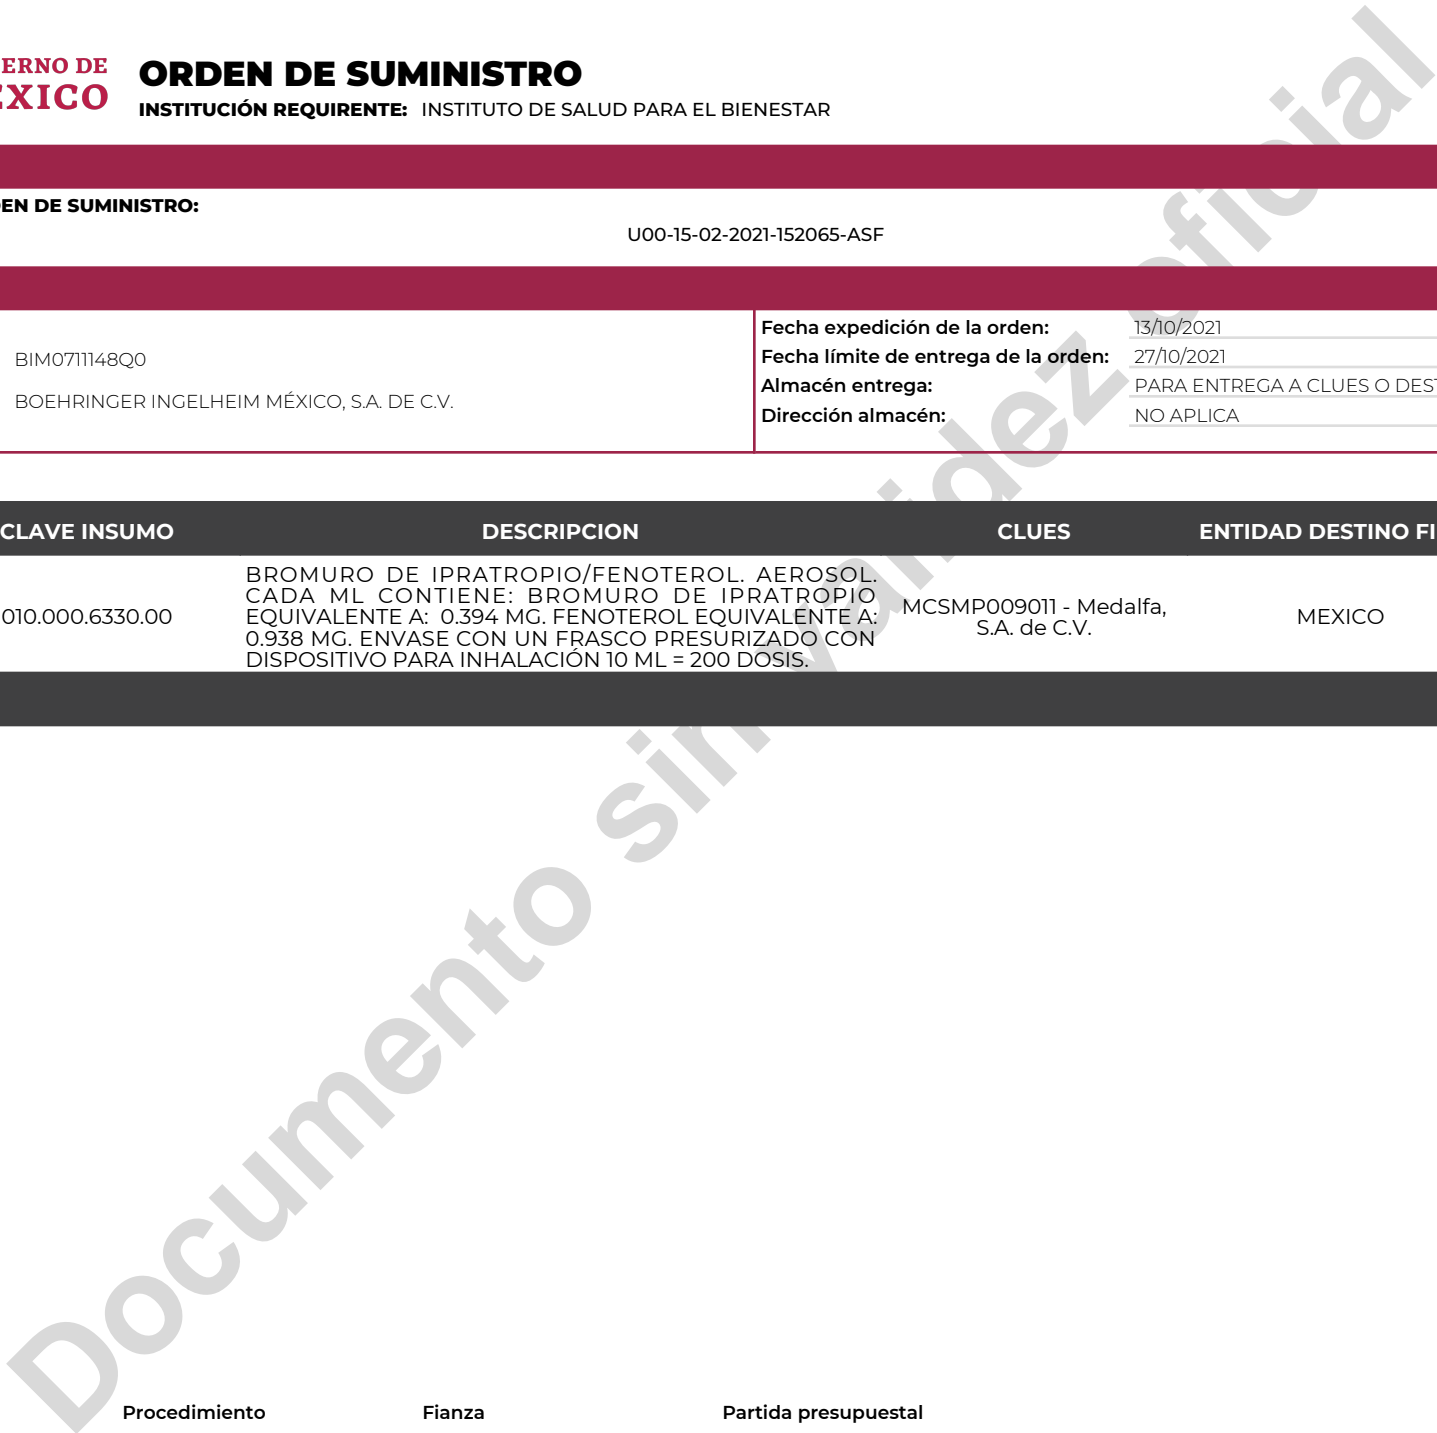 ERNO DE
EXICO
ORDEN DE SUMINISTRO
INSTITUCIÓN REQUIRENTE: INSTITUTO DE SALUD PARA EL BIENESTAR
EN DE SUMINISTRO:
U00-15-02-2021-152065-ASF
BIM0711148Q0
BOEHRINGER INGELHEIM MÉXICO, S.A. DE C.V.
Fecha expedición de la orden: 13/10/2021
Fecha límite de entrega de la orden: 27/10/2021
Almacén entrega: PARA ENTREGA A CLUES O DEST
Dirección almacén: NO APLICA
CLAVE INSUMO DESCRIPCION CLUES ENTIDAD DESTINO FI
010.000.6330.00
BROMURO DE IPRATROPIO/FENOTEROL. AEROSOL.
CADA ML CONTIENE: BROMURO DE IPRATROPIO
EQUIVALENTE A: 0.394 MG. FENOTEROL EQUIVALENTE A:
0.938 MG. ENVASE CON UN FRASCO PRESURIZADO CON
DISPOSITIVO PARA INHALACIÓN 10 ML = 200 DOSIS.
MCSMP009011 - Medalfa,
S.A. de C.V.
MEXICO
Documento sin validez oficial
Procedimiento Fianza Partida presupuestal